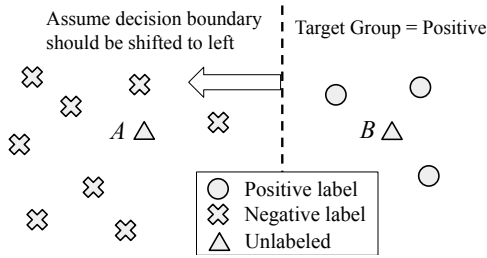 Assume decision boundary
should be shifted to left
Target Group = Positive
A
B
Positive label
Negative label
Unlabeled